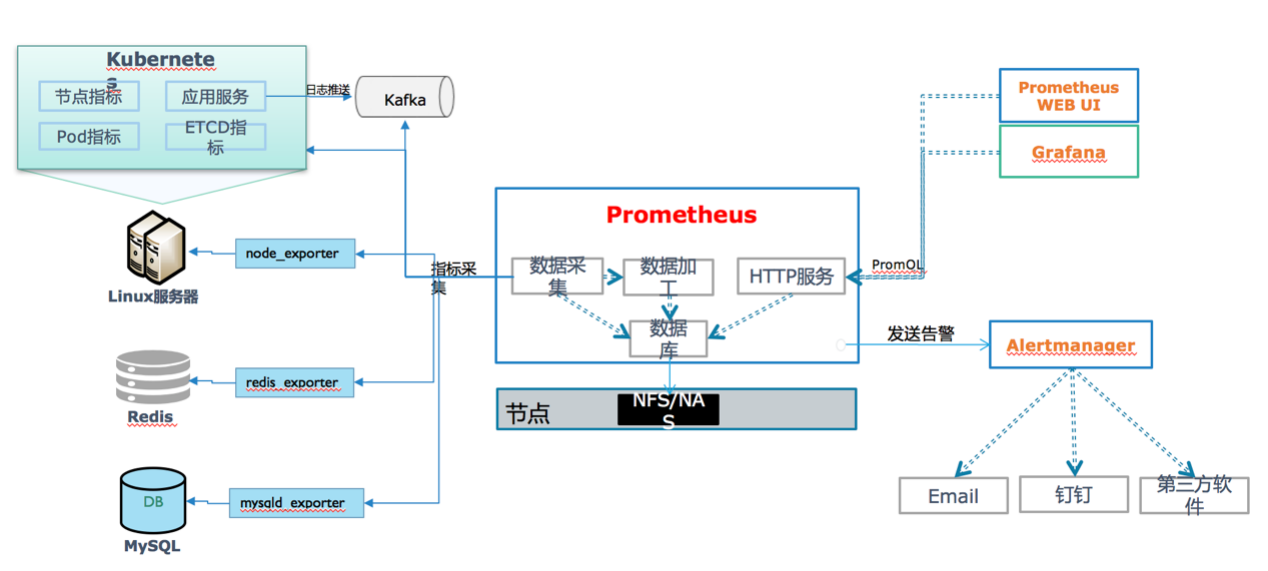 Kubernete
s
节点指标
应用服务
Pod指标
ETCD指
标
日志推送
Kafka
Prometheus
WEB UI
Grafana
Prometheus
node_exporter
指标采
集
数据采
集
数据加
工
HTTP服务
PromQL
Linux服务器
数据
库
发送告警
Alertmanager
redis_exporter
Redis
节点
NFS/NA
S
DB
mysqld_exporter
MySQL
Email
钉钉
第三方软
件